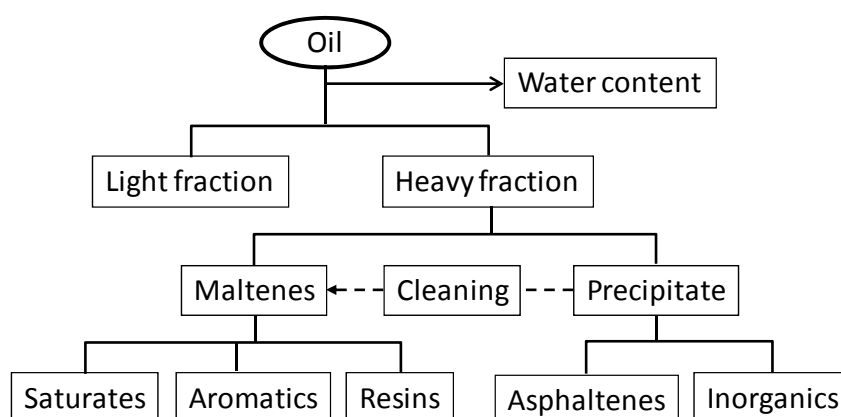 Oil
Water content
Light fraction
Heavy fraction
Maltenes
Cleaning
Precipitate
Saturates
Aromatics
Resins
Asphaltenes
Inorganics